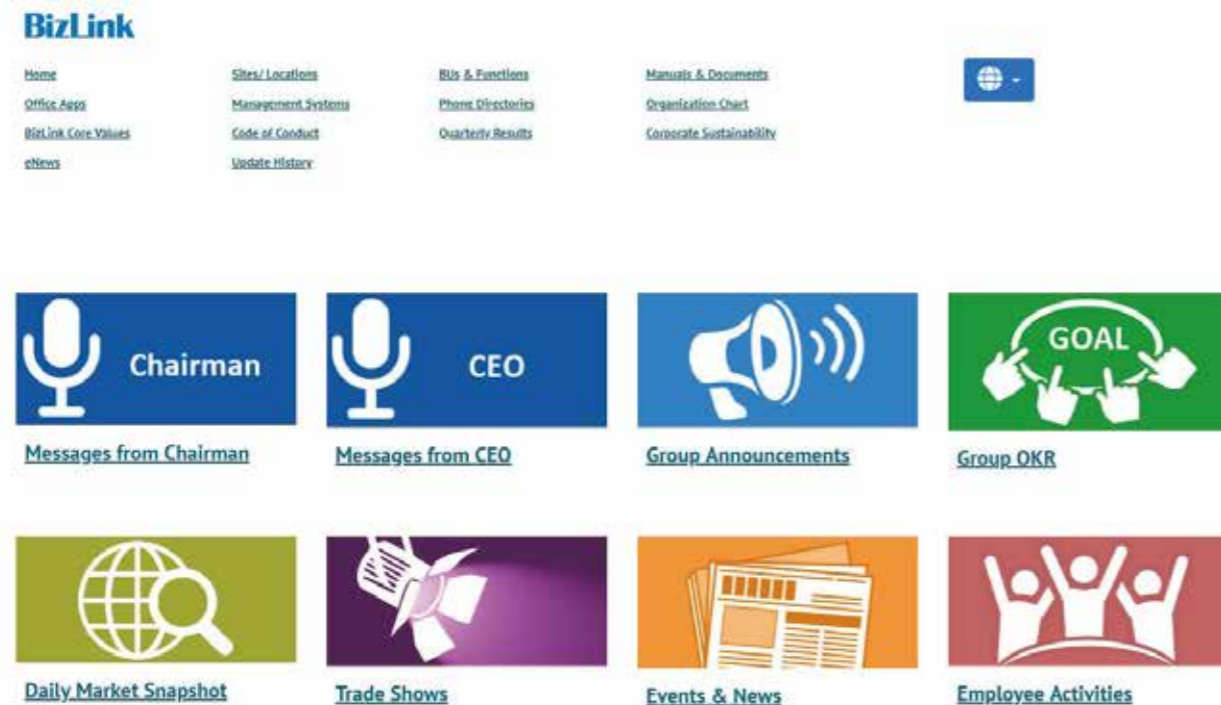 BizLink
Home
Sites/Locations
BUs & Functions
Manuals & Documents
Office Apps
Management Systems
Phone Directories
Organization Chart
BizLink Core Values
Code of Conduct
Quarterly Results
Corporate Sustainability
eNews
Update History
Chairman
CEO
GOAL
Messages from Chairman
Messages from CEO
Group Announcements
Group OKR
Daily Market Snapshot
Trade Shows
Events & News
Employee Activities